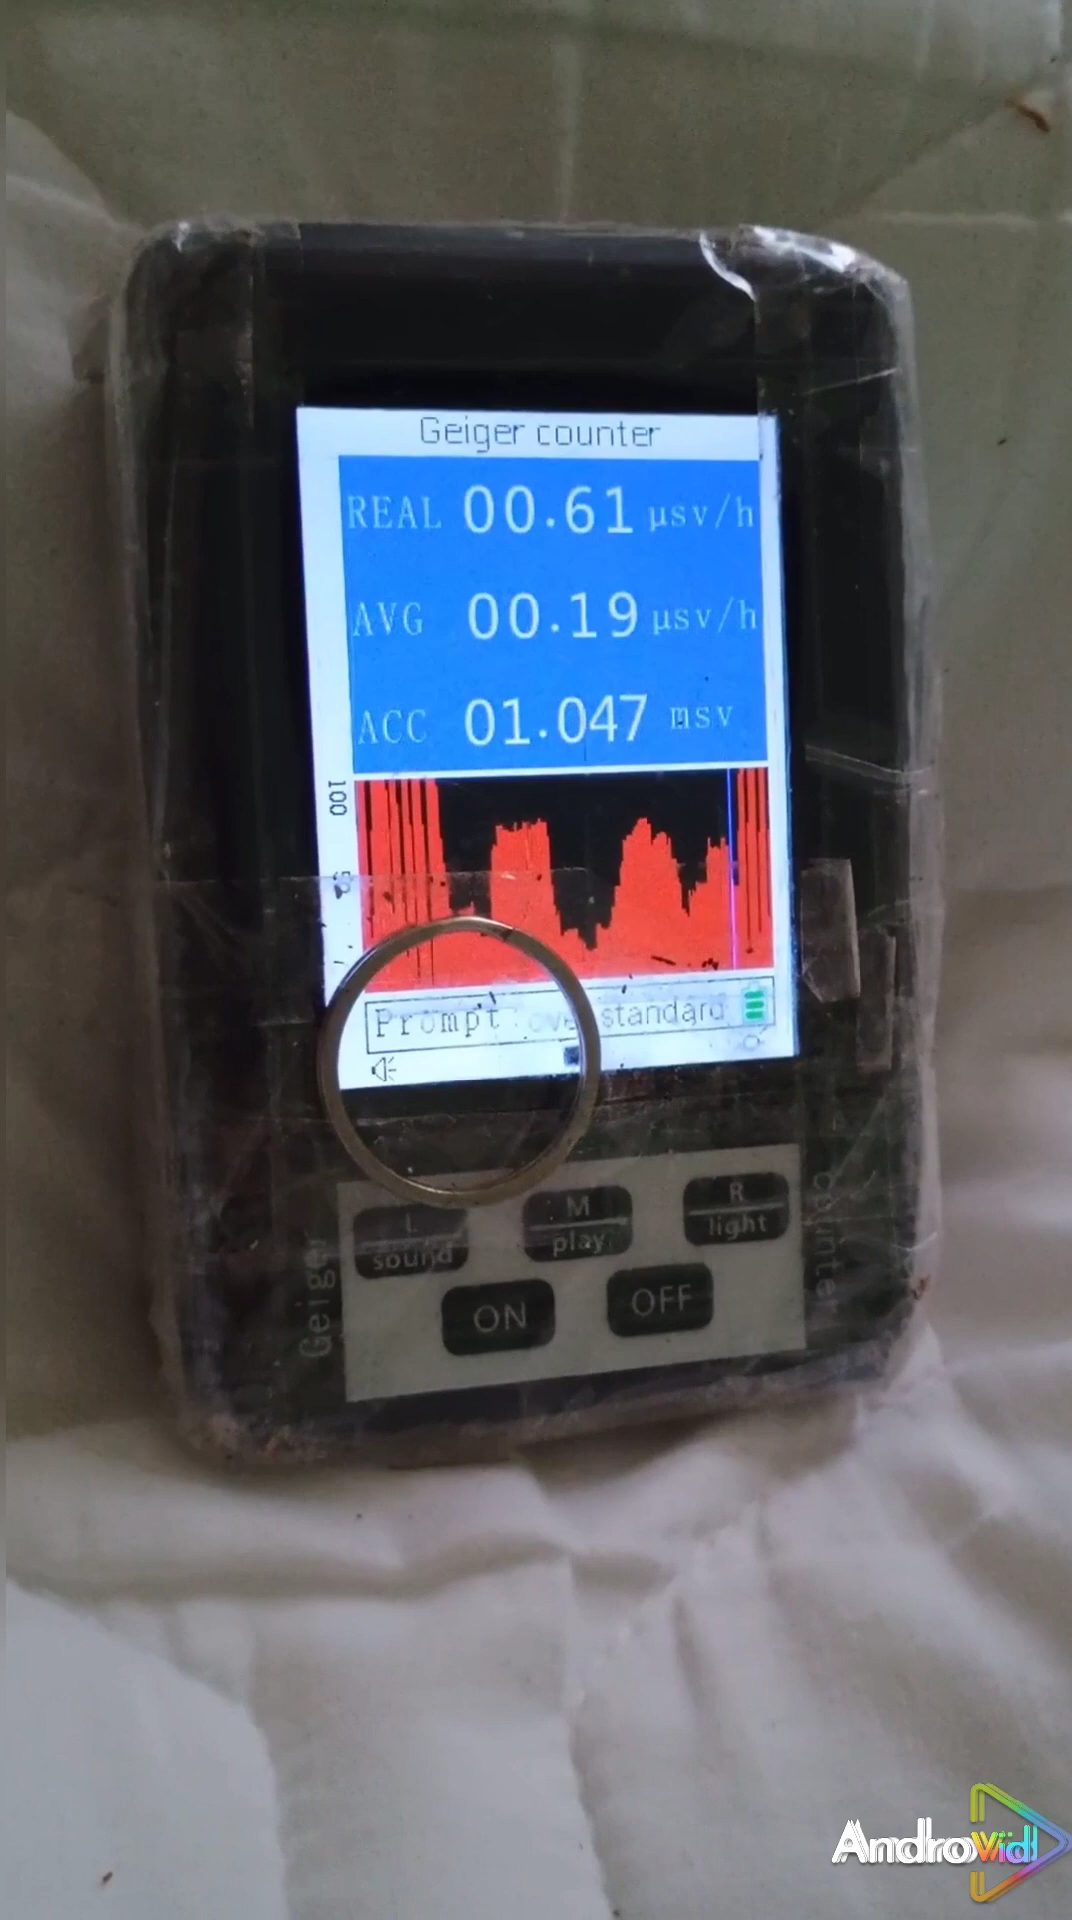 Geiger counter
REAL 00.61 μsv/h
AVG 00.19 μsv/h
ACC 01.047 msv
100
Prompt : over standard
L
sound
M
play
R
light
ON
OFF
Geiger
counter
AndroVid